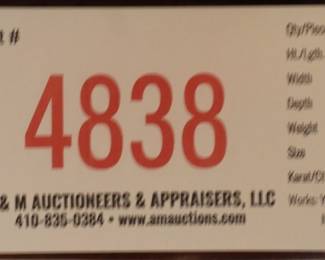 #
4838
& M AUCTIONEERS & APPRAISERS, LLC
410-835-0384 • www.amauctions.com
Qty/Piec
Ht./Lgth.
Width
Depth
Weight
Size
Karat/Ct
Works: Y